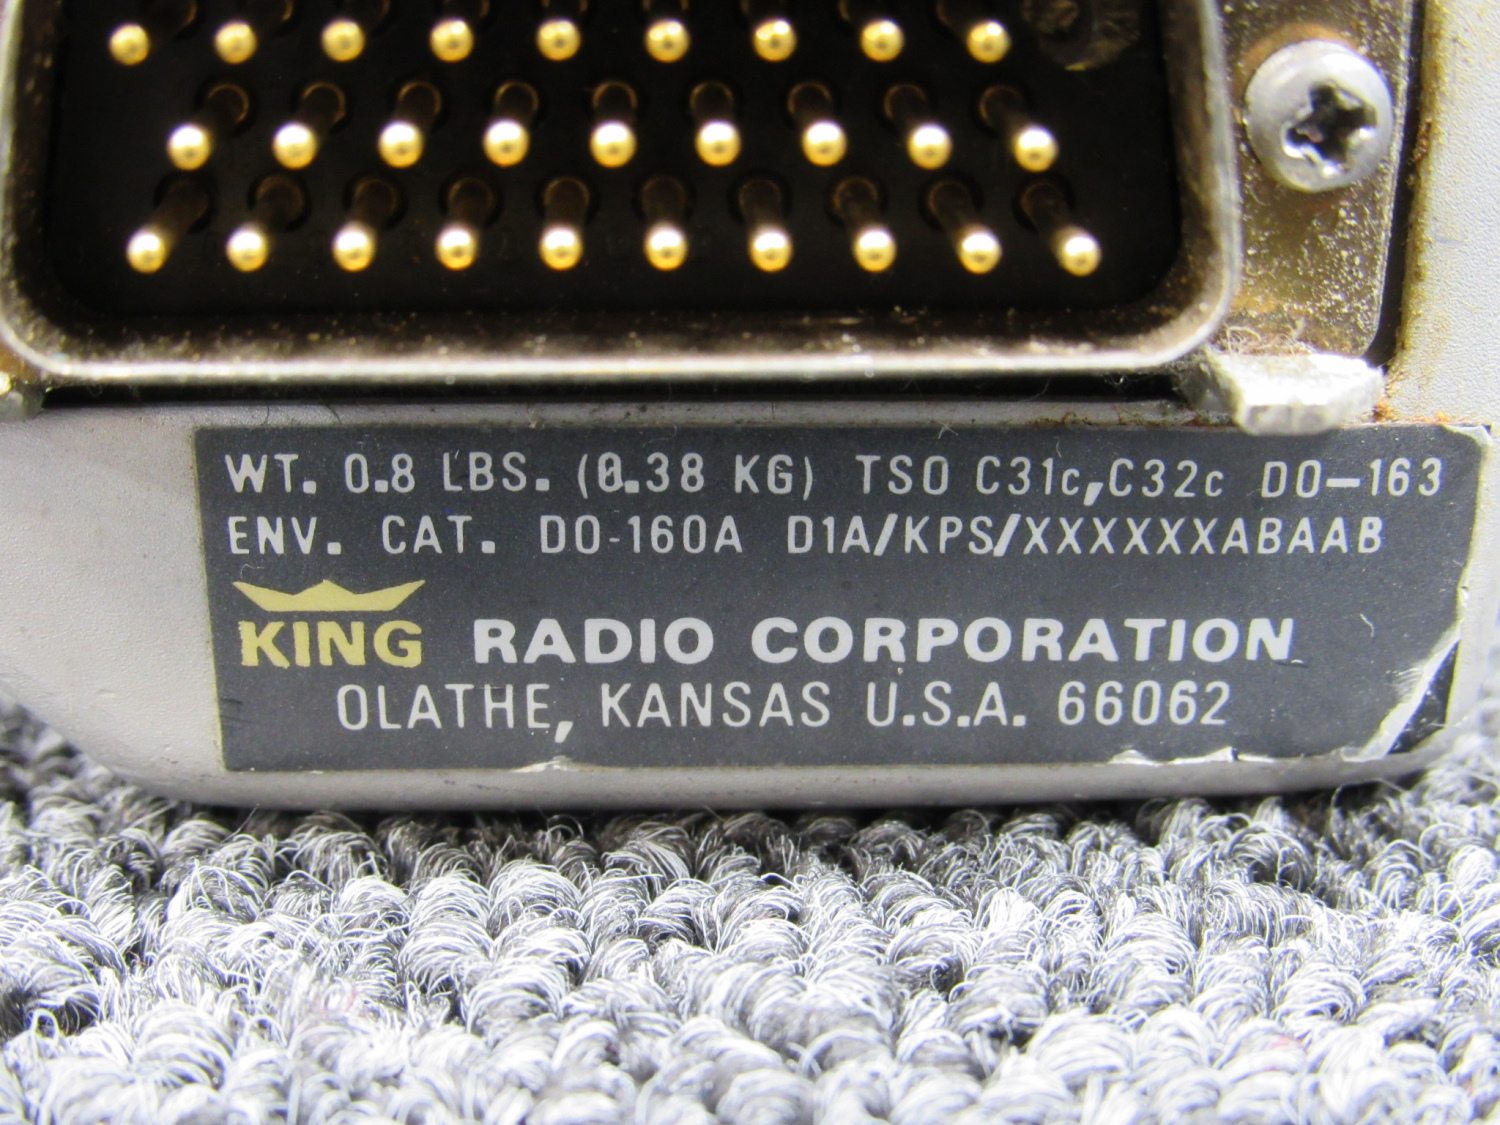 WT. 0.8 LBS. (0.38 KG) TSO C31c,C32c DO-163
ENV. CAT. DO-160A D1A/KPS/XXXXXXABAAB
KING RADIO CORPORATION
OLATHE, KANSAS U.S.A. 66062